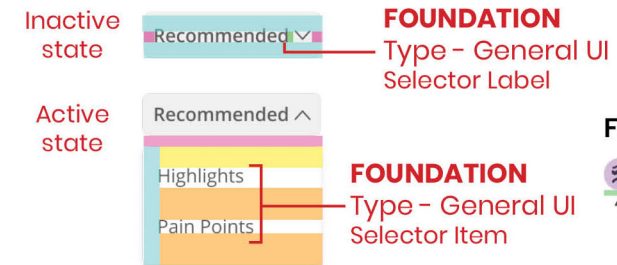 Inactive
state
Recommended
FOUNDATION
Type - General UI
Selector Label
Active
state
Recommended
Highlights
Pain Points
FOUNDATION
Type - General UI
Selector Item
F